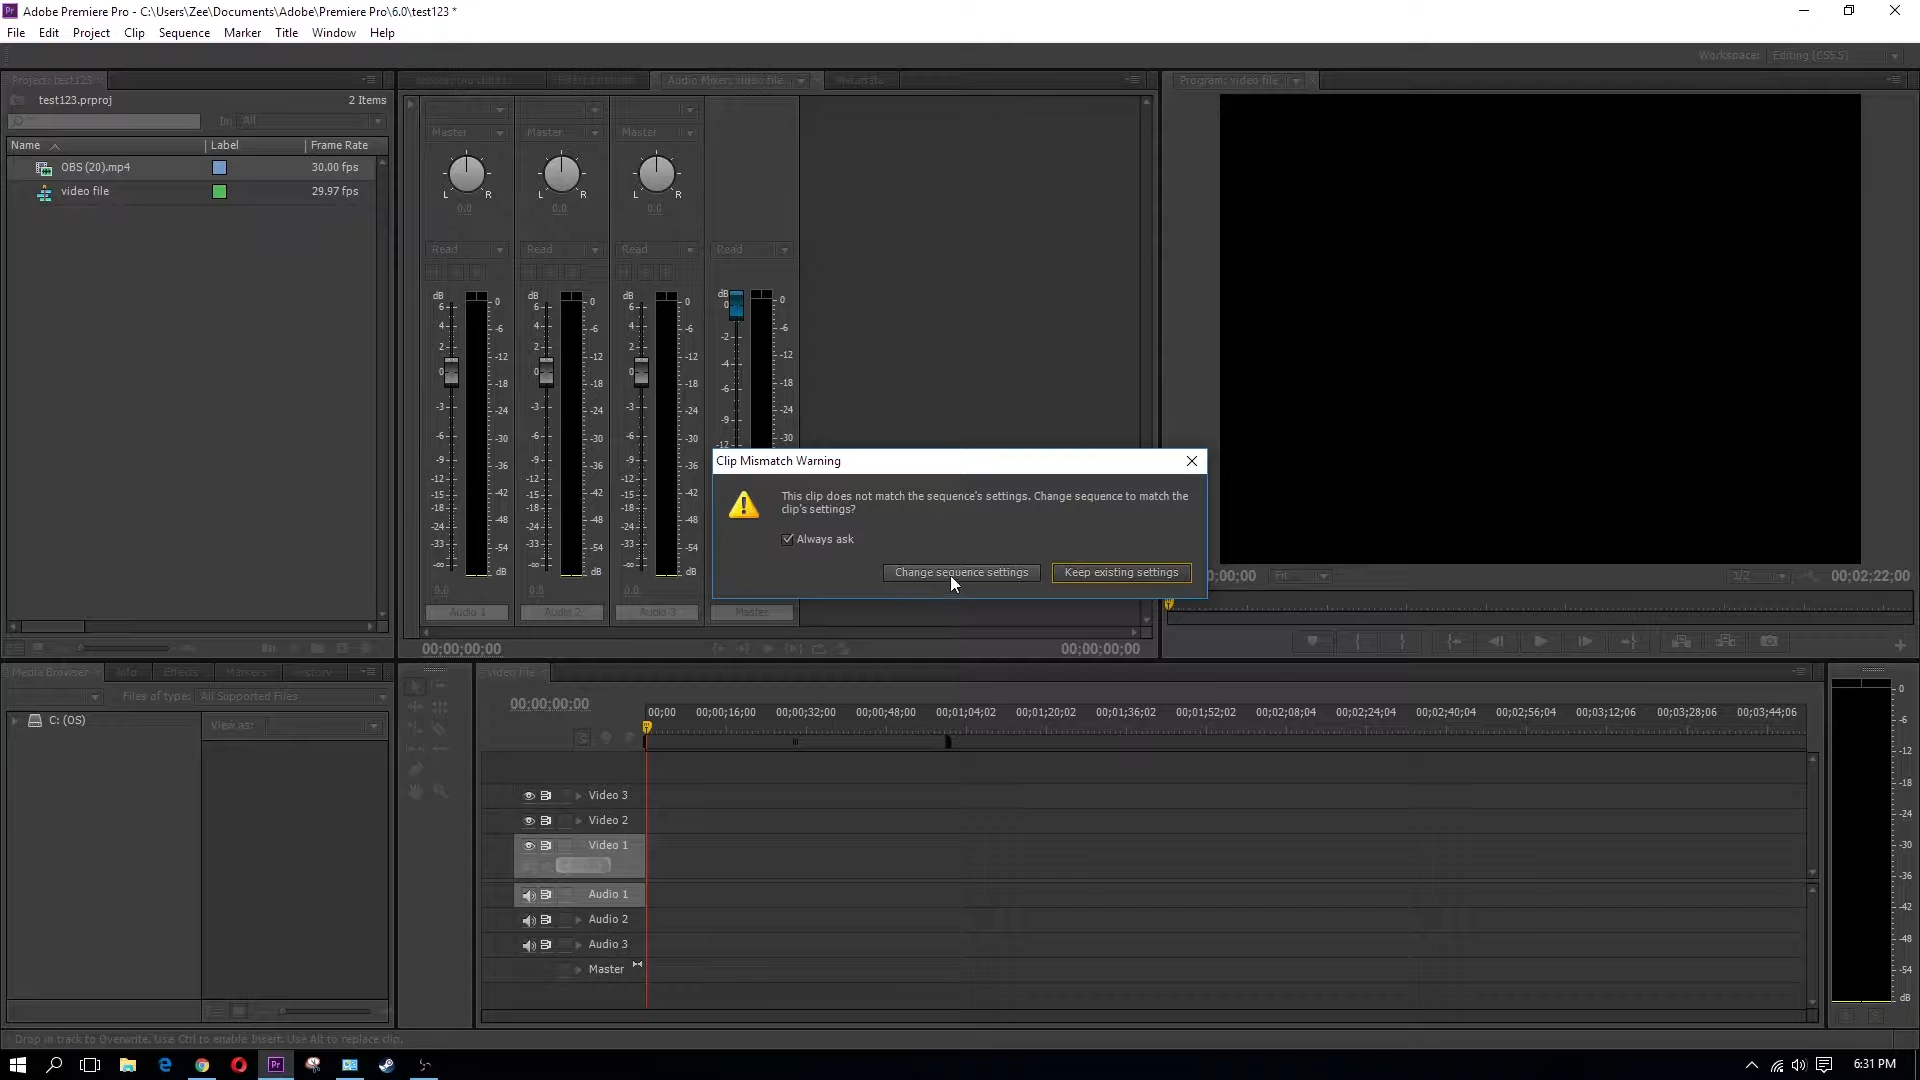 Adobe Premiere Pro - C:\Users\Zee\Documents\Adobe\Premiere Pro\6.0\test123 *
File Edit Project Clip Sequence Marker Title Window Help
Workspace: Editing (CS5.5)
Project: test123
Audio Mixer: video file
Metadata
Program: video file
test123.prproj 2 Items
In: All
Name Label Frame Rate
OBS (20).mp4 30.00 fps
video file 29.97 fps
Master Master Master
L R L R L R
0.0 0.0 0.0
Read Read Read Read
dB dB dB dB
6 4 2 0 -3 -6 -9 -12 -15 -18 -24 -33 -∞
0 -6 -12 -18 -24 -30 -36 -42 -48 -54 dB
6 4 2 0 -3 -6 -9 -12 -15 -18 -24 -33 -∞
0 -6 -12 -18 -24 -30 -36 -42 -48 -54 dB
6 4 2 0 -3 -6 -9 -12 -15 -18 -24 -33 -∞
0 -6 -12 -18 -24 -30 -36 -42 -48 -54 dB
0 -2 -4 -6 -9 -12
0 -6 -12 -18 -24 -30
0.0 0.0 0.0
Audio 1 Audio 2 Audio 3 Master
00:00:00:00 00;00;00;00
Clip Mismatch Warning
This clip does not match the sequence's settings. Change sequence to match the
clip's settings?
Always ask
Change sequence settings Keep existing settings
0;00;00 Fit 1/2 00;02;22;00
Media Browser Info Effects Markers History
Files of type: All Supported Files
C: (OS) View as:
video file
00;00;00;00
00;00 00;00;16;00 00;00;32;00 00;00;48;00 00;01;04;02 00;01;20;02 00;01;36;02 00;01;52;02 00;02;08;04 00;02;24;04 00;02;40;04 00;02;56;04 00;03;12;06 00;03;28;06 00;03;44;06
Video 3
Video 2
Video 1
Audio 1
Audio 2
Audio 3
Master
0
-6
-12
-18
-24
-30
-36
-42
-48
-54
dB
Drop in track to Overwrite. Use Ctrl to enable Insert. Use Alt to replace clip.
Pr 6:31 PM